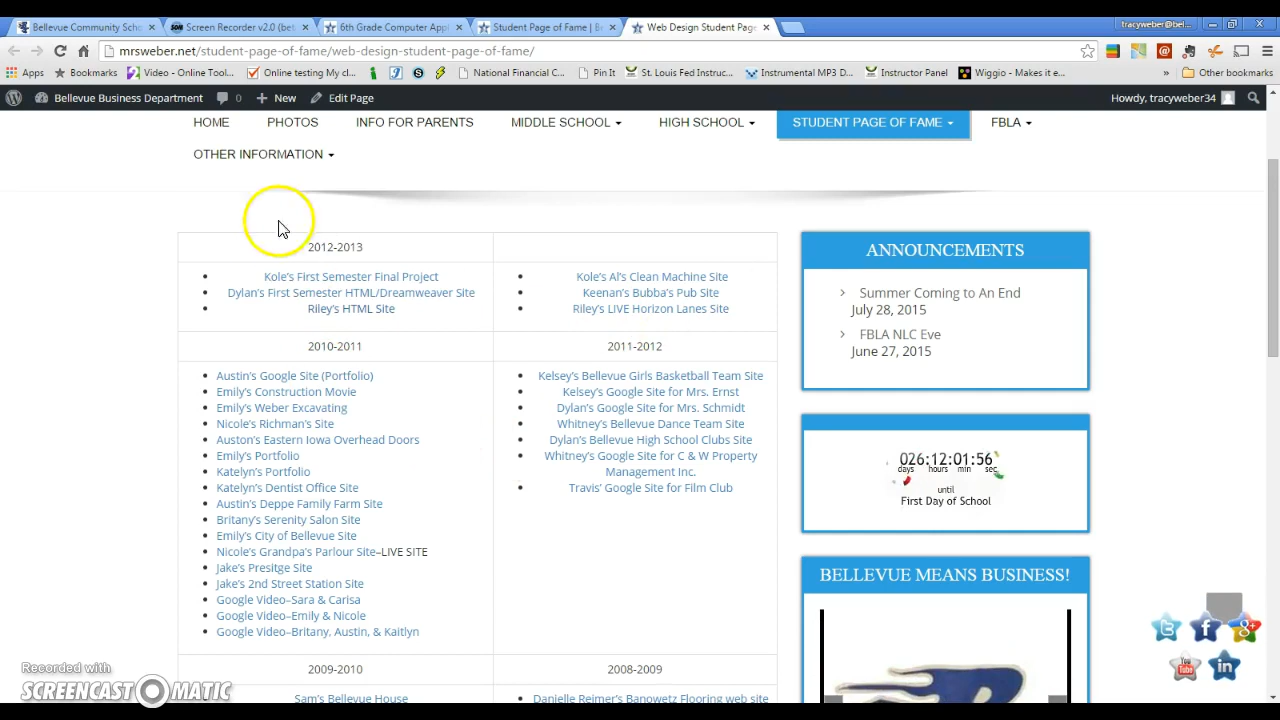 Bellevue Community Scho
Screen Recorder v2.0 (bet
6th Grade Computer Appl
Student Page of Fame | B
Web Design Student Page
tracyweber@bel...
mrsweber.net/student-page-of-fame/web-design-student-page-of-fame/
Apps Bookmarks Video - Online Tool... Online testing My cl... National Financial C... Pin It St. Louis Fed Instruc... Instrumental MP3 D... Instructor Panel Wiggio - Makes it e... » Other bookmarks
Bellevue Business Department 0 New Edit Page Howdy, tracyweber34
HOME PHOTOS INFO FOR PARENTS MIDDLE SCHOOL HIGH SCHOOL STUDENT PAGE OF FAME FBLA
OTHER INFORMATION
2012-2013
Kole's First Semester Final Project
Dylan's First Semester HTML/Dreamweaver Site
Riley's HTML Site
Kole's Al's Clean Machine Site
Keenan's Bubba's Pub Site
Riley's LIVE Horizon Lanes Site
2010-2011
2011-2012
Austin's Google Site (Portfolio)
Emily's Construction Movie
Emily's Weber Excavating
Nicole's Richman's Site
Auston's Eastern Iowa Overhead Doors
Emily's Portfolio
Katelyn's Portfolio
Katelyn's Dentist Office Site
Austin's Deppe Family Farm Site
Britany's Serenity Salon Site
Emily's City of Bellevue Site
Nicole's Grandpa's Parlour Site–LIVE SITE
Jake's Presitge Site
Jake's 2nd Street Station Site
Google Video–Sara & Carisa
Google Video–Emily & Nicole
Google Video–Britany, Austin, & Kaitlyn
Kelsey's Bellevue Girls Basketball Team Site
Kelsey's Google Site for Mrs. Ernst
Dylan's Google Site for Mrs. Schmidt
Whitney's Bellevue Dance Team Site
Dylan's Bellevue High School Clubs Site
Whitney's Google Site for C & W Property
Management Inc.
Travis' Google Site for Film Club
2009-2010
2008-2009
Sam's Bellevue House
Danielle Reimer's Banowetz Flooring web site
ANNOUNCEMENTS
Summer Coming to An End
July 28, 2015
FBLA NLC Eve
June 27, 2015
026:12:01:56
days hours min sec
until
First Day of School
BELLEVUE MEANS BUSINESS!
You
Tube
in
Recorded with
SCREENCAST MATIC